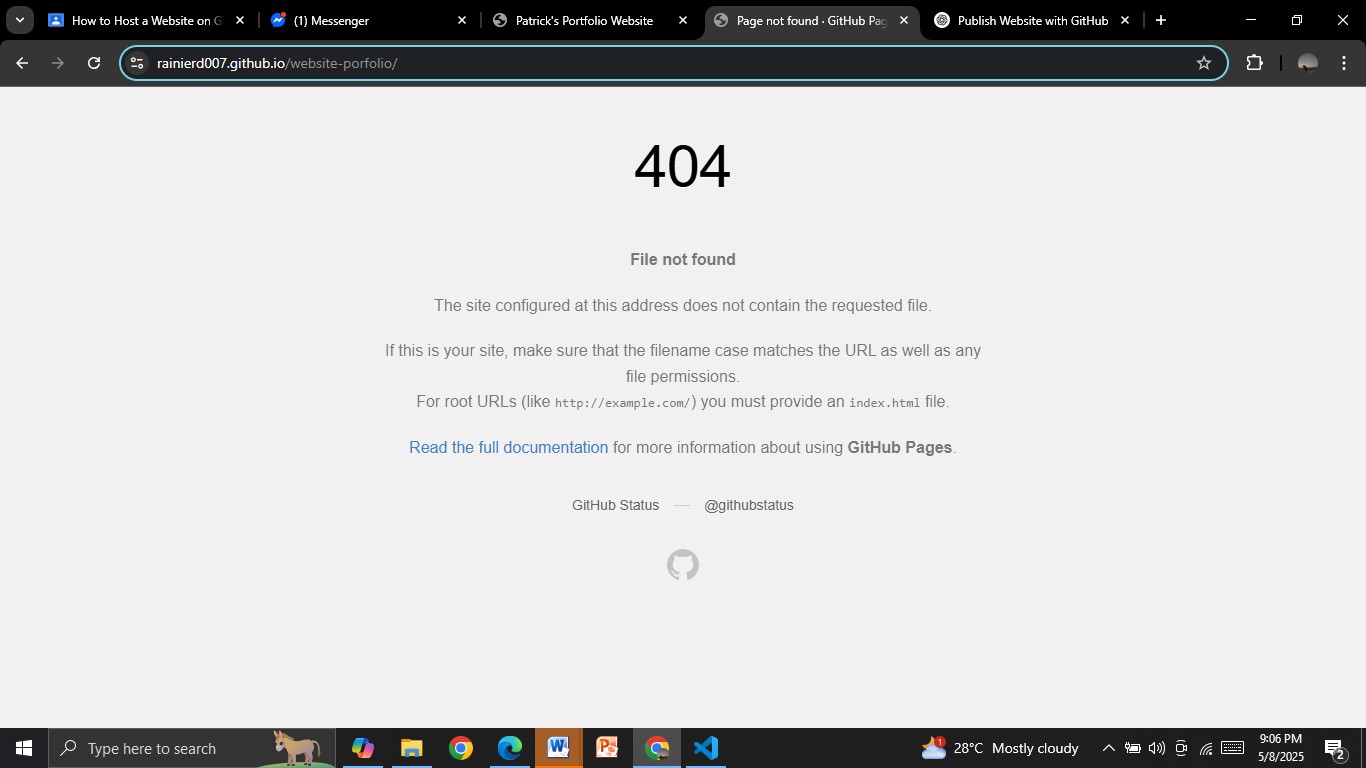 How to Host a Website on G
(1) Messenger
Patrick's Portfolio Website
Page not found · GitHub Pag
Publish Website with GitHub
rainierd007.github.io/website-porfolio/
404
File not found
The site configured at this address does not contain the requested file.
If this is your site, make sure that the filename case matches the URL as well as any
file permissions.
For root URLs (like http://example.com/) you must provide an index.html file.
Read the full documentation for more information about using GitHub Pages.
GitHub Status — @githubstatus
Type here to search
1
28°C Mostly cloudy
9:06 PM
5/8/2025
2